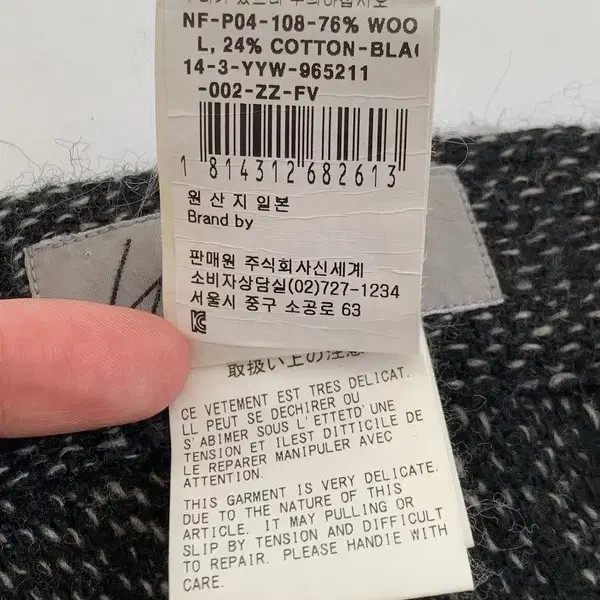 NF-P04-108-76% WOO
L, 24% COTTON-BLA
14-3-YYW-965211
-002-ZZ-FV
1 814312 682613
원산지일본
Brand by
판매원 주식회사신세계
소비자상담실(02)727-1234
서울시 중구 소공로 63
取扱い上の注意
CE VETEMENT EST TRES DELICAT.
LL PEUT SE DECHIRER OU
S'ABIMER SOUS L'ETTETD'UNE
TENSION ET ILEST DIFFICILE DE
LE REPARER MANIPULER AVEC
ATTENTION.
THIS GARMENT IS VERY DELICATE.
DUE TO THE NATURE OF THIS
ARTICLE. IT MAY PULLING OR
SLIP BY TENSION AND DIFFICULT
TO REPAIR. PLEASE HANDIE WITH
CARE.